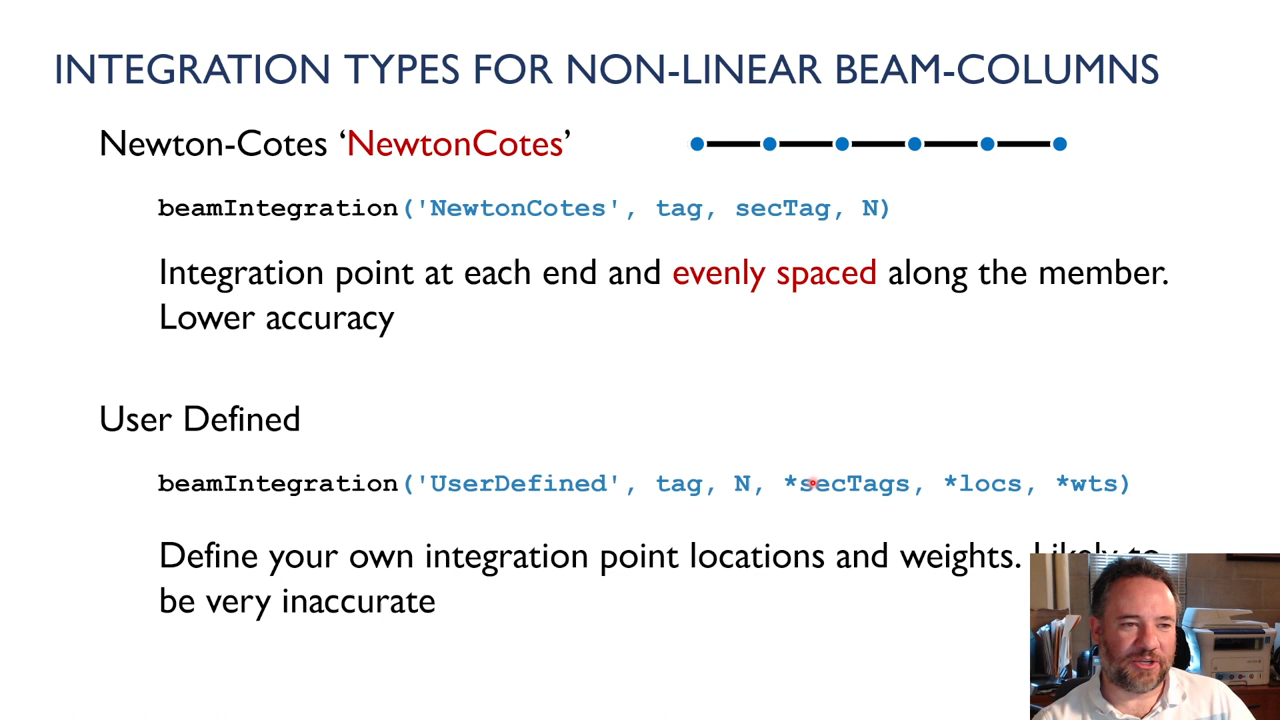 INTEGRATION TYPES FOR NON-LINEAR BEAM-COLUMNS
Newton-Cotes ‘NewtonCotes’
beamIntegration('NewtonCotes', tag, secTag, N)
Integration point at each end and evenly spaced along the member.
Lower accuracy
User Defined
beamIntegration('UserDefined', tag, N, *secTags, *locs, *wts)
Define your own integration point locations and weights. Likely to
be very inaccurate